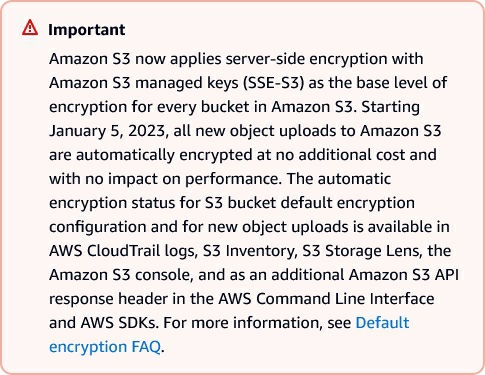 Important
Amazon S3 now applies server-side encryption with
Amazon S3 managed keys (SSE-S3) as the base level of
encryption for every bucket in Amazon S3. Starting
January 5, 2023, all new object uploads to Amazon S3
are automatically encrypted at no additional cost and
with no impact on performance. The automatic
encryption status for S3 bucket default encryption
configuration and for new object uploads is available in
AWS CloudTrail logs, S3 Inventory, S3 Storage Lens, the
Amazon S3 console, and as an additional Amazon S3 API
response header in the AWS Command Line Interface
and AWS SDKs. For more information, see Default
encryption FAQ.